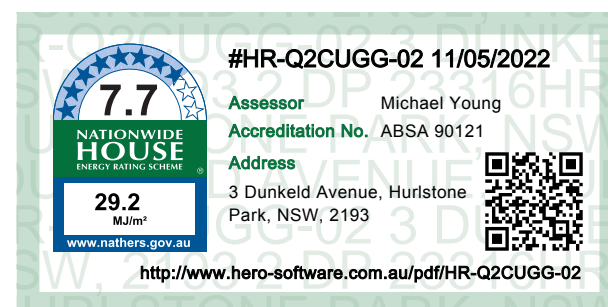 #HR-Q2CUGG-02 11/05/2022
7.7
NATIONWIDE
HOUSE
ENERGY RATING SCHEME ®
29.2
MJ/m²
www.nathers.gov.au
Assessor Michael Young
Accreditation No. ABSA 90121
Address
3 Dunkeld Avenue, Hurlstone
Park, NSW, 2193
http://www.hero-software.com.au/pdf/HR-Q2CUGG-02